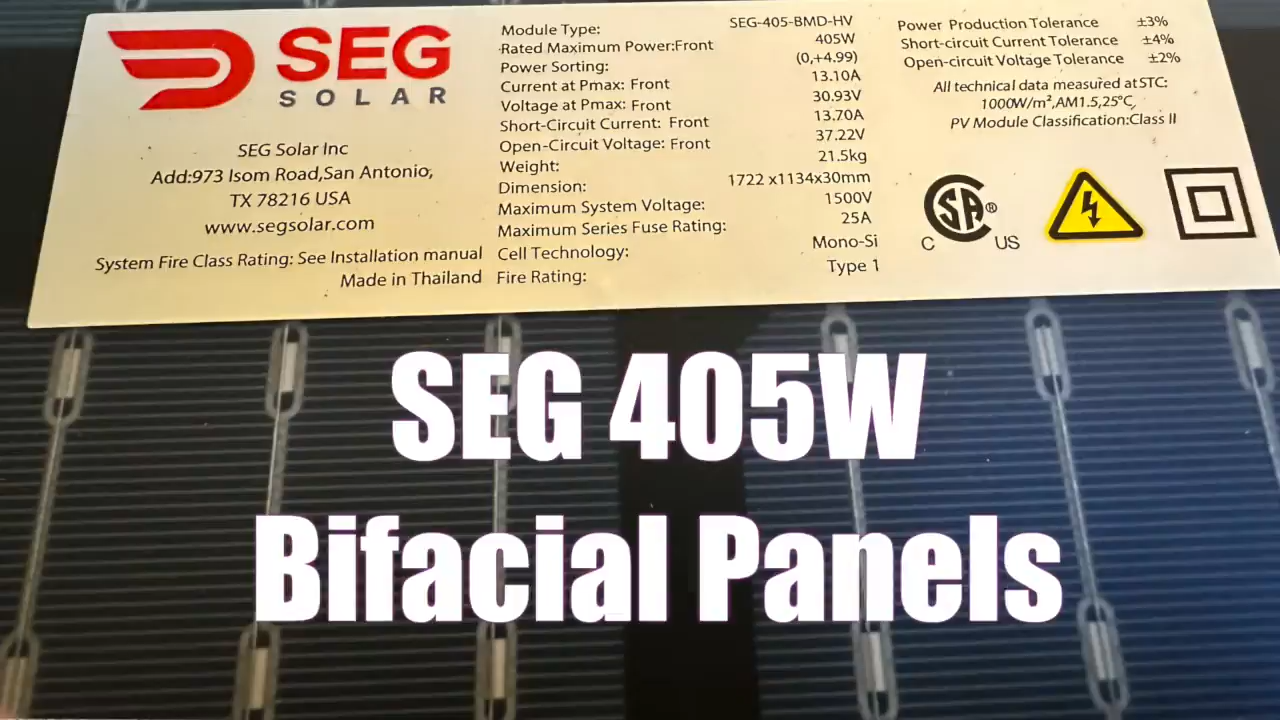 SEG
SOLAR
SEG Solar Inc
Add:973 Isom Road,San Antonio,
TX 78216 USA
www.segsolar.com
System Fire Class Rating: See Installation manual
Made in Thailand
Module Type: SEG-405-BMD-HV
Rated Maximum Power:Front 405W
Power Sorting: (0,+4.99)
Current at Pmax: Front 13.10A
Voltage at Pmax: Front 30.93V
Short-Circuit Current: Front 13.70A
Open-Circuit Voltage: Front 37.22V
Weight: 21.5kg
Dimension: 1722 x1134x30mm
Maximum System Voltage: 1500V
Maximum Series Fuse Rating: 25A
Cell Technology: Mono-Si
Fire Rating: Type 1
Power Production Tolerance ±3%
Short-circuit Current Tolerance ±4%
Open-circuit Voltage Tolerance ±2%
All technical data measured at STC:
1000W/m²,AM1.5,25°C,
PV Module Classification:Class II
CSA®
C US
SEG 405W
Bifacial Panels